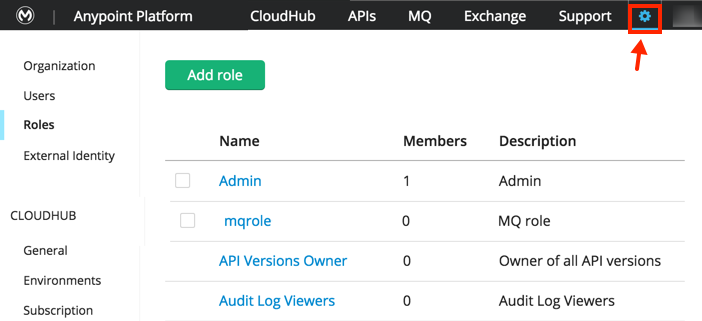 Anypoint Platform CloudHub APIs MQ Exchange Support
Organization
Users
Roles
External Identity
CLOUDHUB
General
Environments
Subscription
Add role
Name Members Description
Admin 1 Admin
mqrole 0 MQ role
API Versions Owner 0 Owner of all API versions
Audit Log Viewers 0 Audit Log Viewers